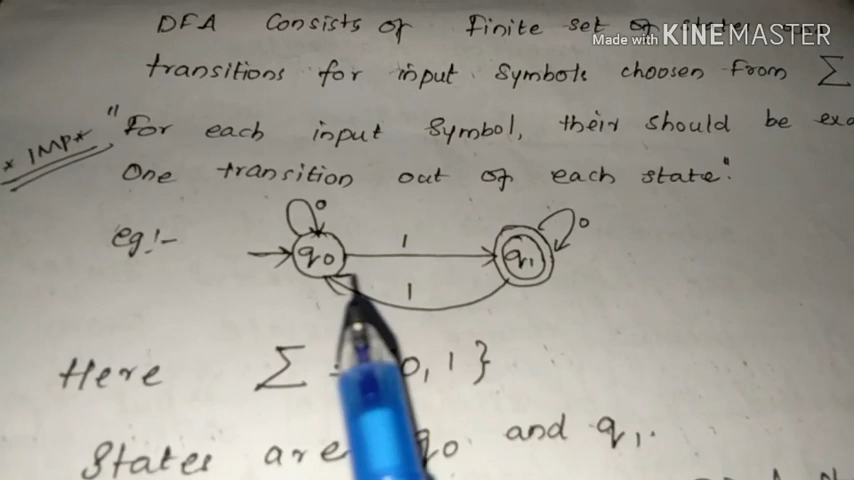 DFA Consists of Finite set of states
Made with KINEMASTER
transitions for input Symbols choosen From Σ
*IMP* "For each input Symbol, their should be exa
One transition out of each state".
eg:-
0
0
1
q0
q1
1
Here Σ = 0, 1 }
States are q0 and q1.